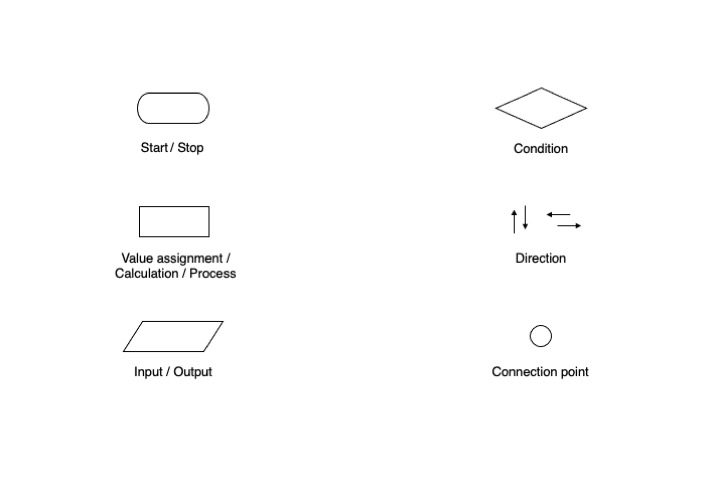 Start / Stop
Condition
Value assignment /
Calculation / Process
Direction
Input / Output
Connection point